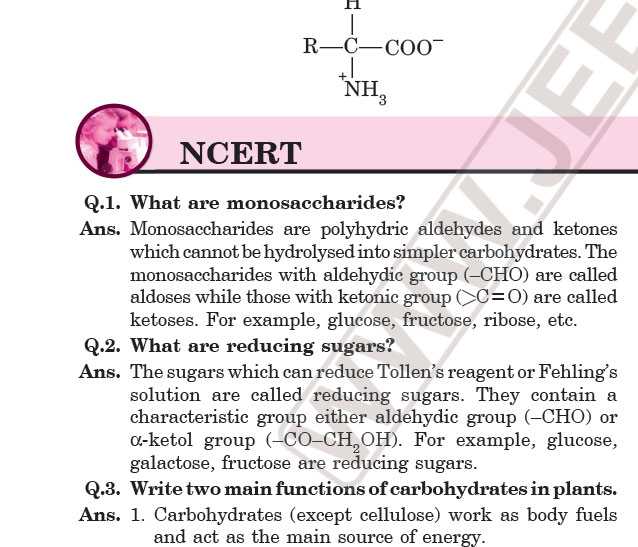 H
R—C—COO⁻
⁺NH₃
NCERT
Q.1. What are monosaccharides?
Ans. Monosaccharides are polyhydric aldehydes and ketones
which cannot be hydrolysed into simpler carbohydrates. The
monosaccharides with aldehydic group (–CHO) are called
aldoses while those with ketonic group (>C=O) are called
ketoses. For example, glucose, fructose, ribose, etc.
Q.2. What are reducing sugars?
Ans. The sugars which can reduce Tollen's reagent or Fehling's
solution are called reducing sugars. They contain a
characteristic group either aldehydic group (–CHO) or
α-ketol group (–CO–CH₂OH). For example, glucose,
galactose, fructose are reducing sugars.
Q.3. Write two main functions of carbohydrates in plants.
Ans. 1. Carbohydrates (except cellulose) work as body fuels
and act as the main source of energy.
WWW.JEE